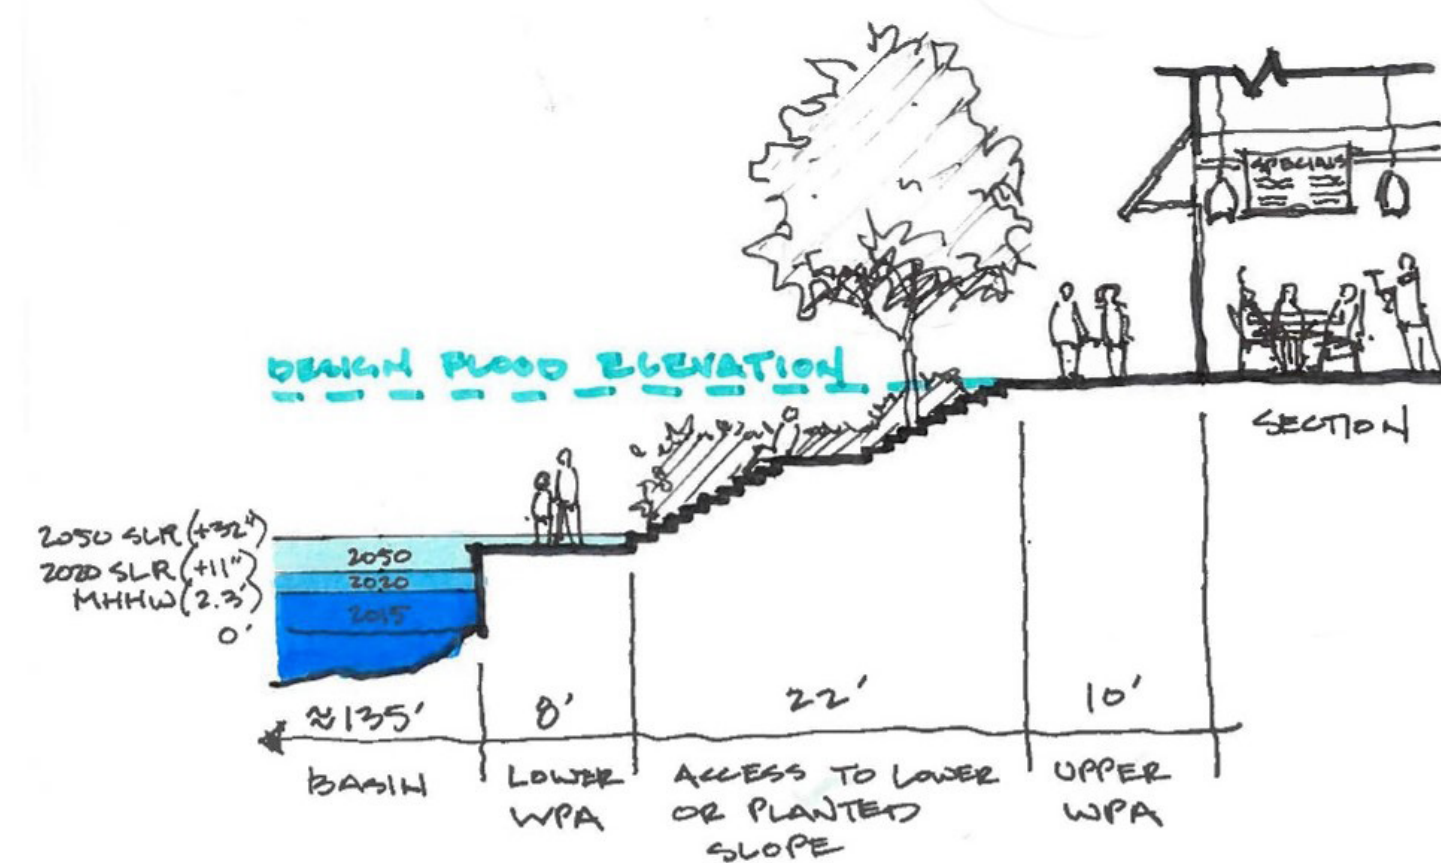 SPECIALS
DESIGN FLOOD ELEVATION
SECTION
2050 SLR (+32")
2020 SLR (+11")
MHHW (2.3')
0'
2050
2020
2015
≈135'
8'
22'
10'
BASIN
LOWER
WPA
ACCESS TO LOWER
OR PLANTED
SLOPE
UPPER
WPA